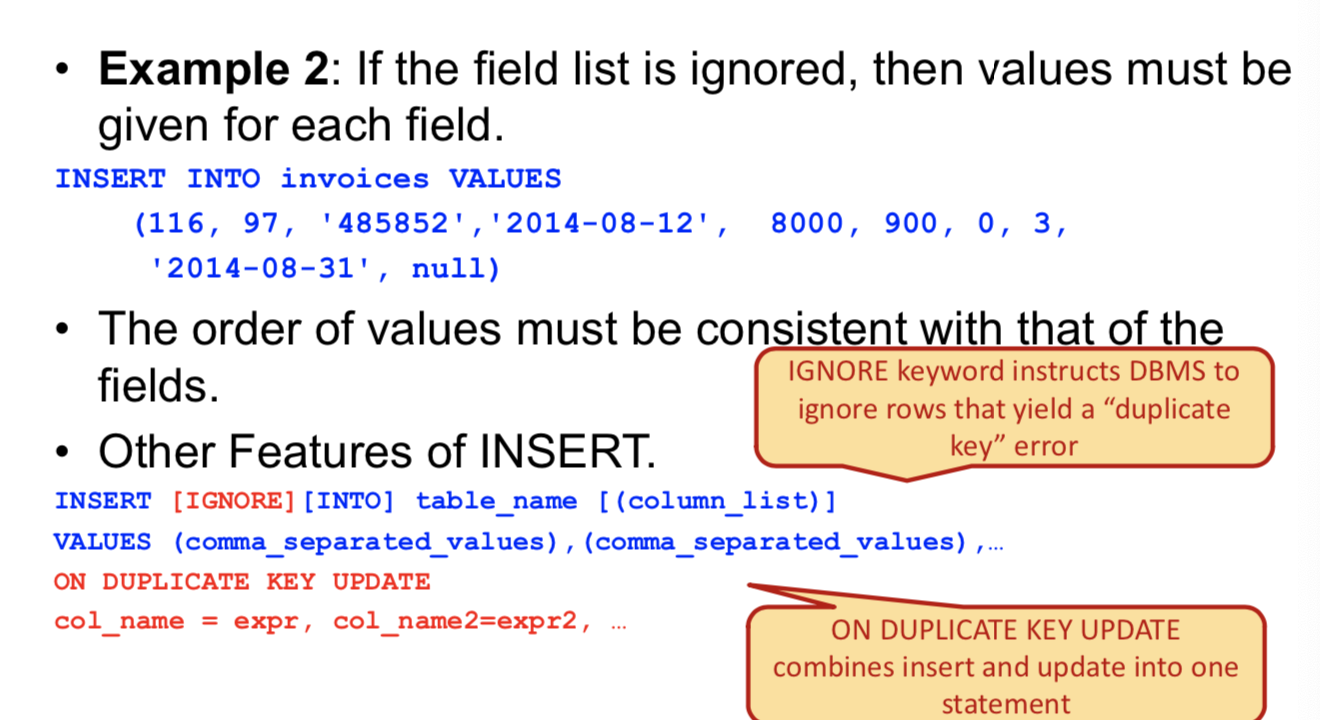 • Example 2: If the field list is ignored, then values must be
given for each field.
INSERT INTO invoices VALUES
(116, 97, '485852','2014-08-12', 8000, 900, 0, 3,
'2014-08-31', null)
• The order of values must be consistent with that of the
fields.
IGNORE keyword instructs DBMS to
ignore rows that yield a “duplicate
key” error
• Other Features of INSERT.
INSERT [IGNORE][INTO] table_name [(column_list)]
VALUES (comma_separated_values),(comma_separated_values),…
ON DUPLICATE KEY UPDATE
col_name = expr, col_name2=expr2, …
ON DUPLICATE KEY UPDATE
combines insert and update into one
statement